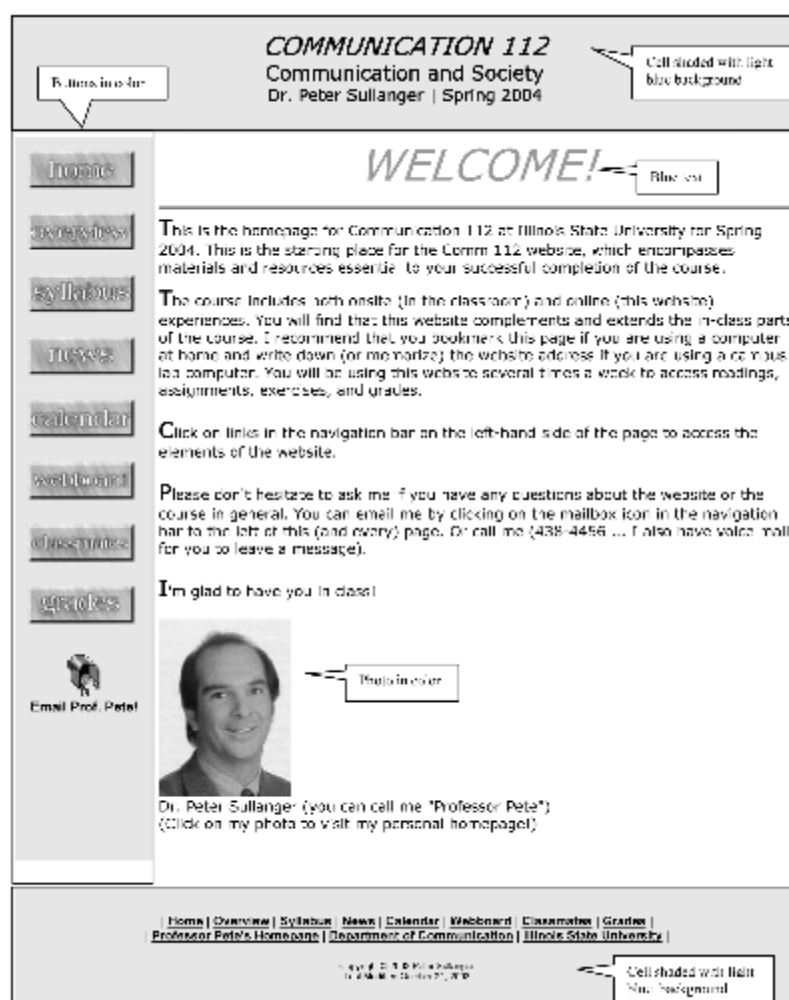 COMMUNICATION 112
Communication and Society
Dr. Peter Sullanger | Spring 2004
Cell shaded with light
blue background
Buttons in color
WELCOME!
Blue text
home
overview
syllabus
news
calendar
webboard
classmates
grades
Email Prof. Pete!
This is the homepage for Communication 112 at Illinois State University for Spring
2004. This is the starting place for the Comm 112 website, which encompasses
materials and resources essential to your successful completion of the course.
The course includes both onsite (in the classroom) and online (this website)
experiences. You will find that this website complements and extends the in-class parts
of the course. I recommend that you bookmark this page if you are using a computer
at home and write down (or memorize) the website address if you are using a campus
lab computer. You will be using this website several times a week to access readings,
assignments, exercises, and grades.
Click on links in the navigation bar on the left-hand side of the page to access the
elements of the website.
Please don't hesitate to ask me if you have any questions about the website or the
course in general. You can email me by clicking on the mailbox icon in the navigation
bar to the left of this (and every) page. Or call me (438-4456 ... I also have voice mail
for you to leave a message).
I'm glad to have you in class!
Photo in color
Dr. Peter Sullanger (you can call me "Professor Pete")
(Click on my photo to visit my personal homepage!)
| Home | Overview | Syllabus | News | Calendar | Webboard | Classmates | Grades |
| Professor Pete's Homepage | Department of Communication | Illinois State University |
Cell shaded with light
blue background